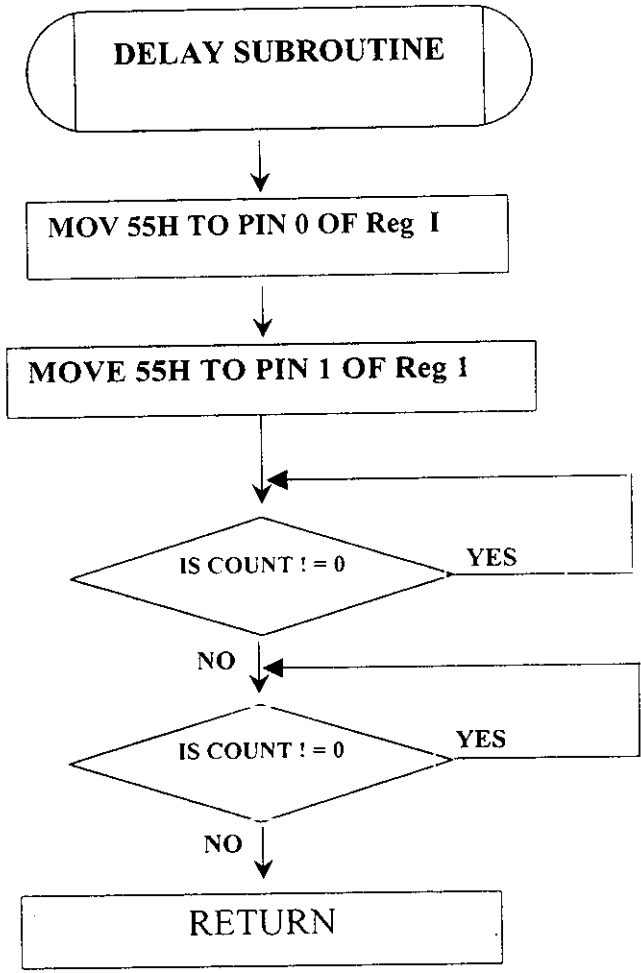 DELAY SUBROUTINE
MOV 55H TO PIN 0 OF Reg I
MOVE 55H TO PIN 1 OF Reg 1
IS COUNT ! = 0
YES
NO
IS COUNT ! = 0
YES
NO
RETURN